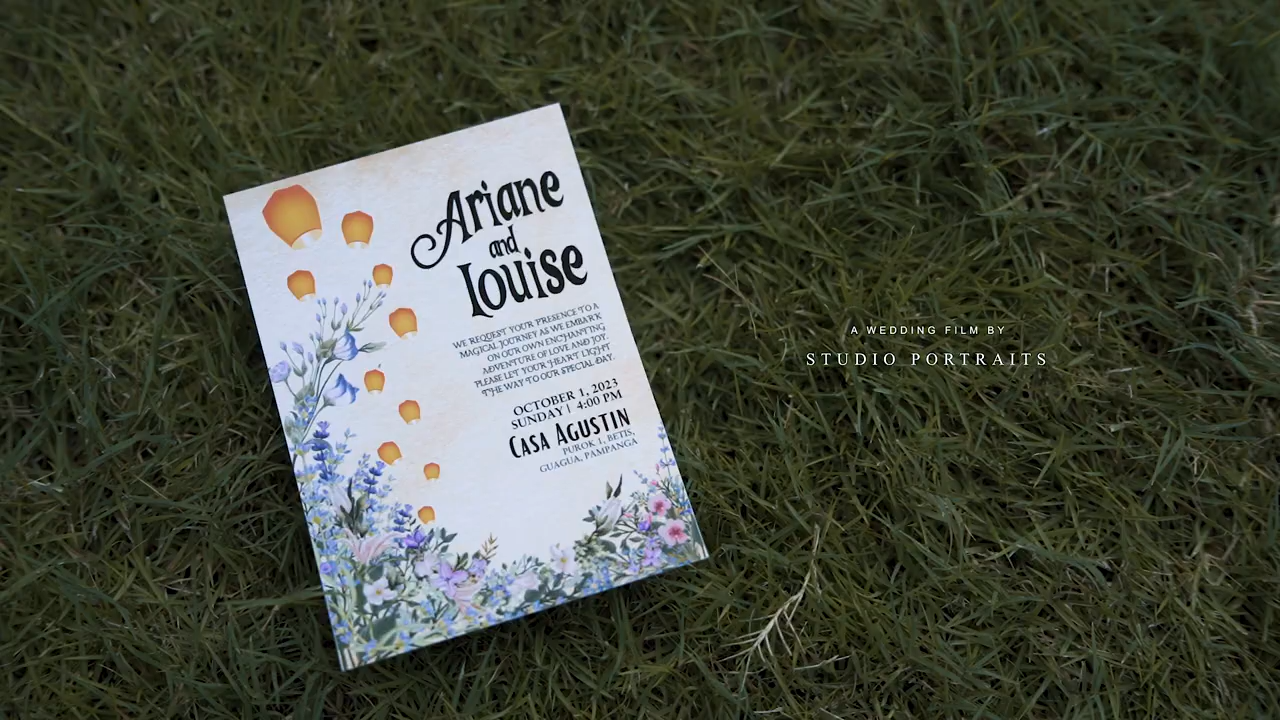 Ariane
and
Louise
WE REQUEST YOUR PRESENCE TO A
MAGICAL JOURNEY AS WE EMBARK
ON OUR OWN ENCHANTING
ADVENTURE OF LOVE AND JOY.
PLEASE LET YOUR HEART LIGHT
THE WAY TO OUR SPECIAL DAY.
OCTOBER 1, 2023
SUNDAY | 4:00 PM
CASA AGUSTIN
PUROK 1, BETIS,
GUAGUA, PAMPANGA
A WEDDING FILM BY
STUDIO PORTRAITS